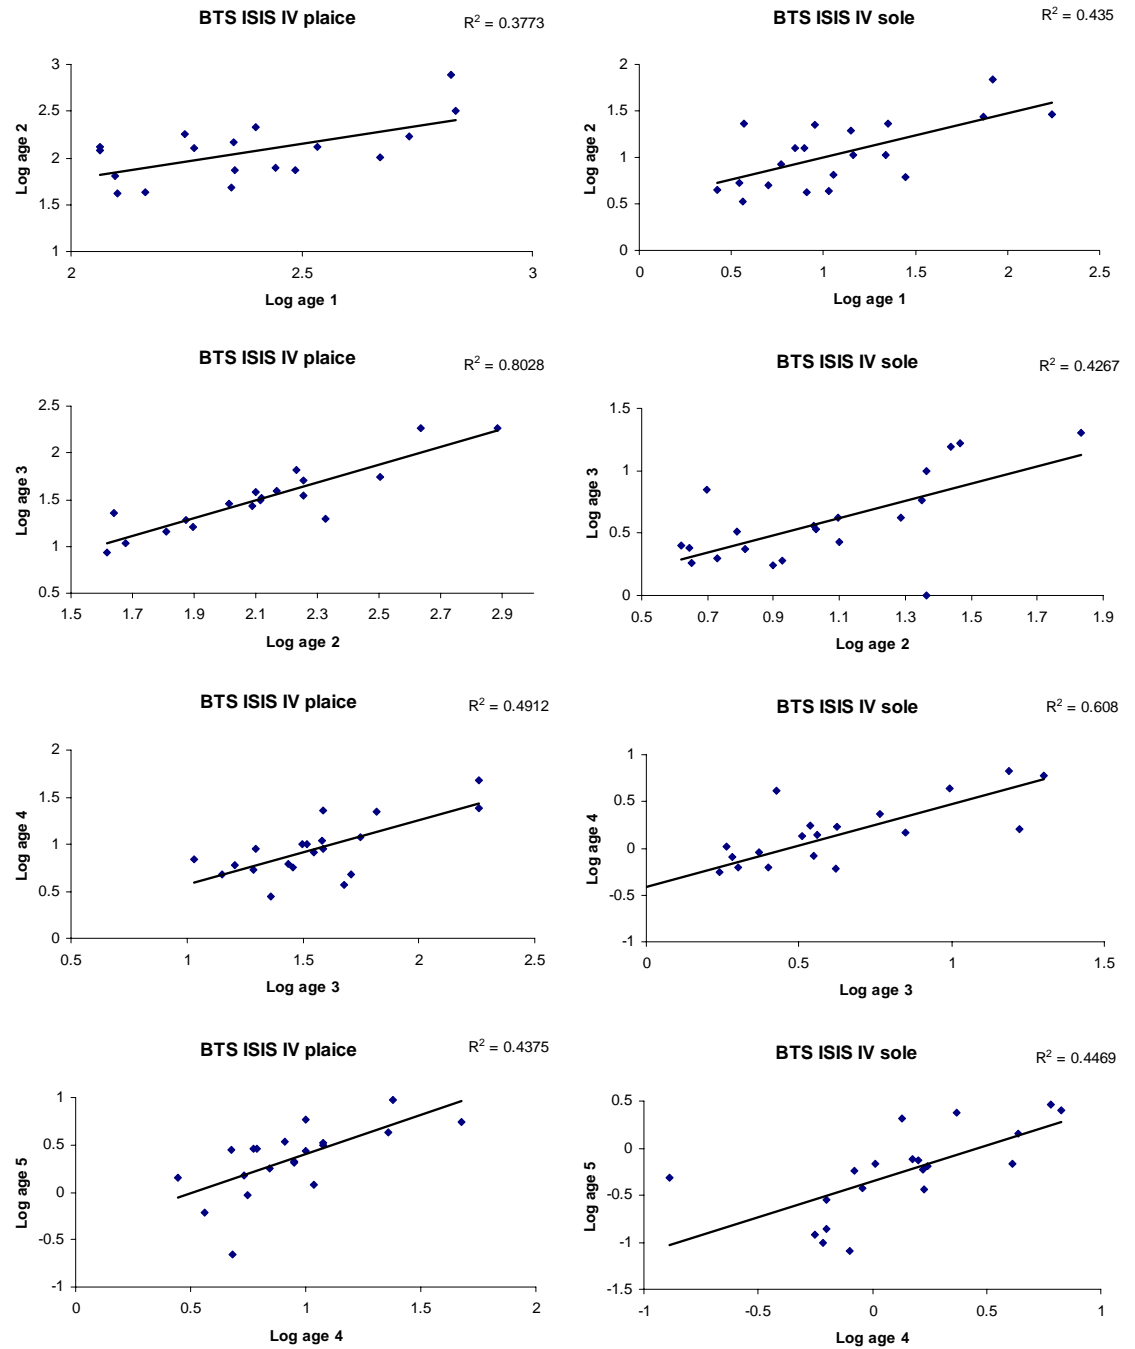 BTS ISIS IV plaice
R² = 0.3773
3
2.5
2
1.5
1
Log age 2
2
2.5
3
Log age 1
BTS ISIS IV sole
R² = 0.435
2
1.5
1
0.5
0
Log age 2
0
0.5
1
1.5
2
2.5
Log age 1
BTS ISIS IV plaice
R² = 0.8028
2.5
2
1.5
1
0.5
Log age 3
1.5
1.7
1.9
2.1
2.3
2.5
2.7
2.9
Log age 2
BTS ISIS IV sole
R² = 0.4267
1.5
1
0.5
0
Log age 3
0.5
0.7
0.9
1.1
1.3
1.5
1.7
1.9
Log age 2
BTS ISIS IV plaice
R² = 0.4912
2
1.5
1
0.5
0
Log age 4
0.5
1
1.5
2
2.5
Log age 3
BTS ISIS IV sole
R² = 0.608
1
0.5
0
-0.5
-1
Log age 4
0
0.5
1
1.5
Log age 3
BTS ISIS IV plaice
R² = 0.4375
1
0.5
0
-0.5
-1
Log age 5
0
0.5
1
1.5
2
Log age 4
BTS ISIS IV sole
R² = 0.4469
0.5
0
-0.5
-1
-1.5
Log age 5
-1
-0.5
0
0.5
1
Log age 4